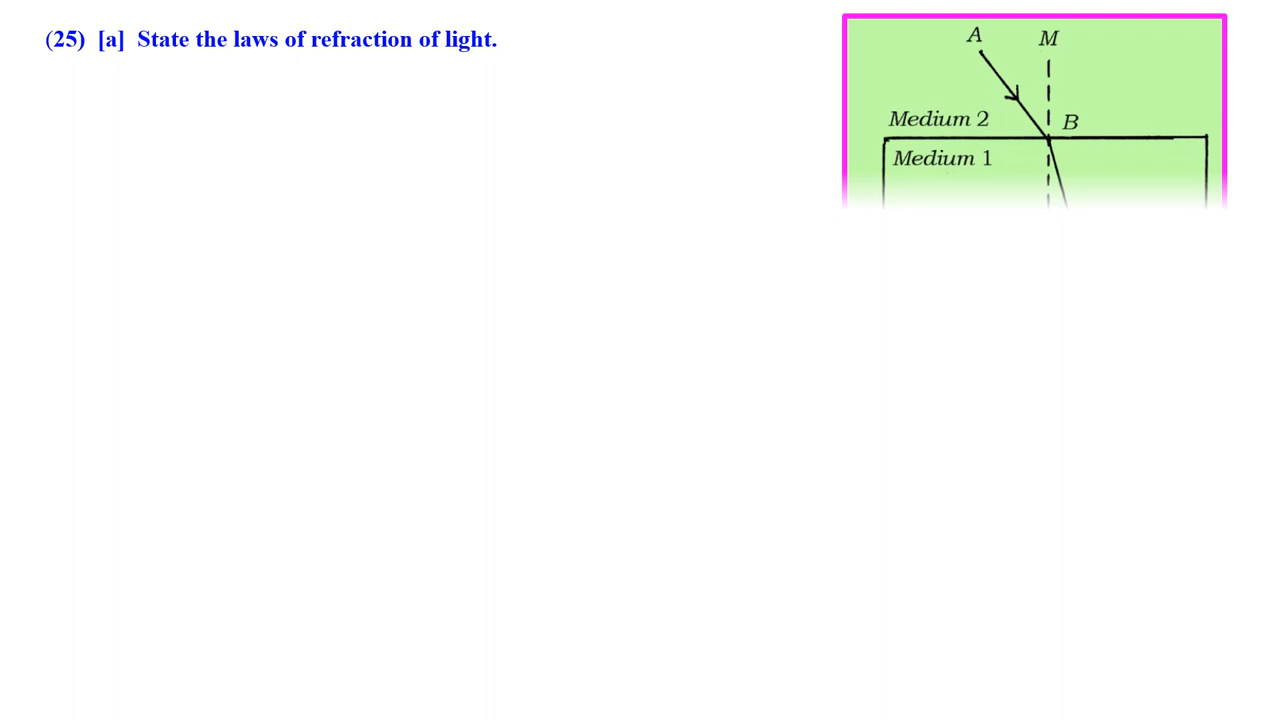 (25) [a] State the laws of refraction of light.
A
M
Medium 2
B
Medium 1